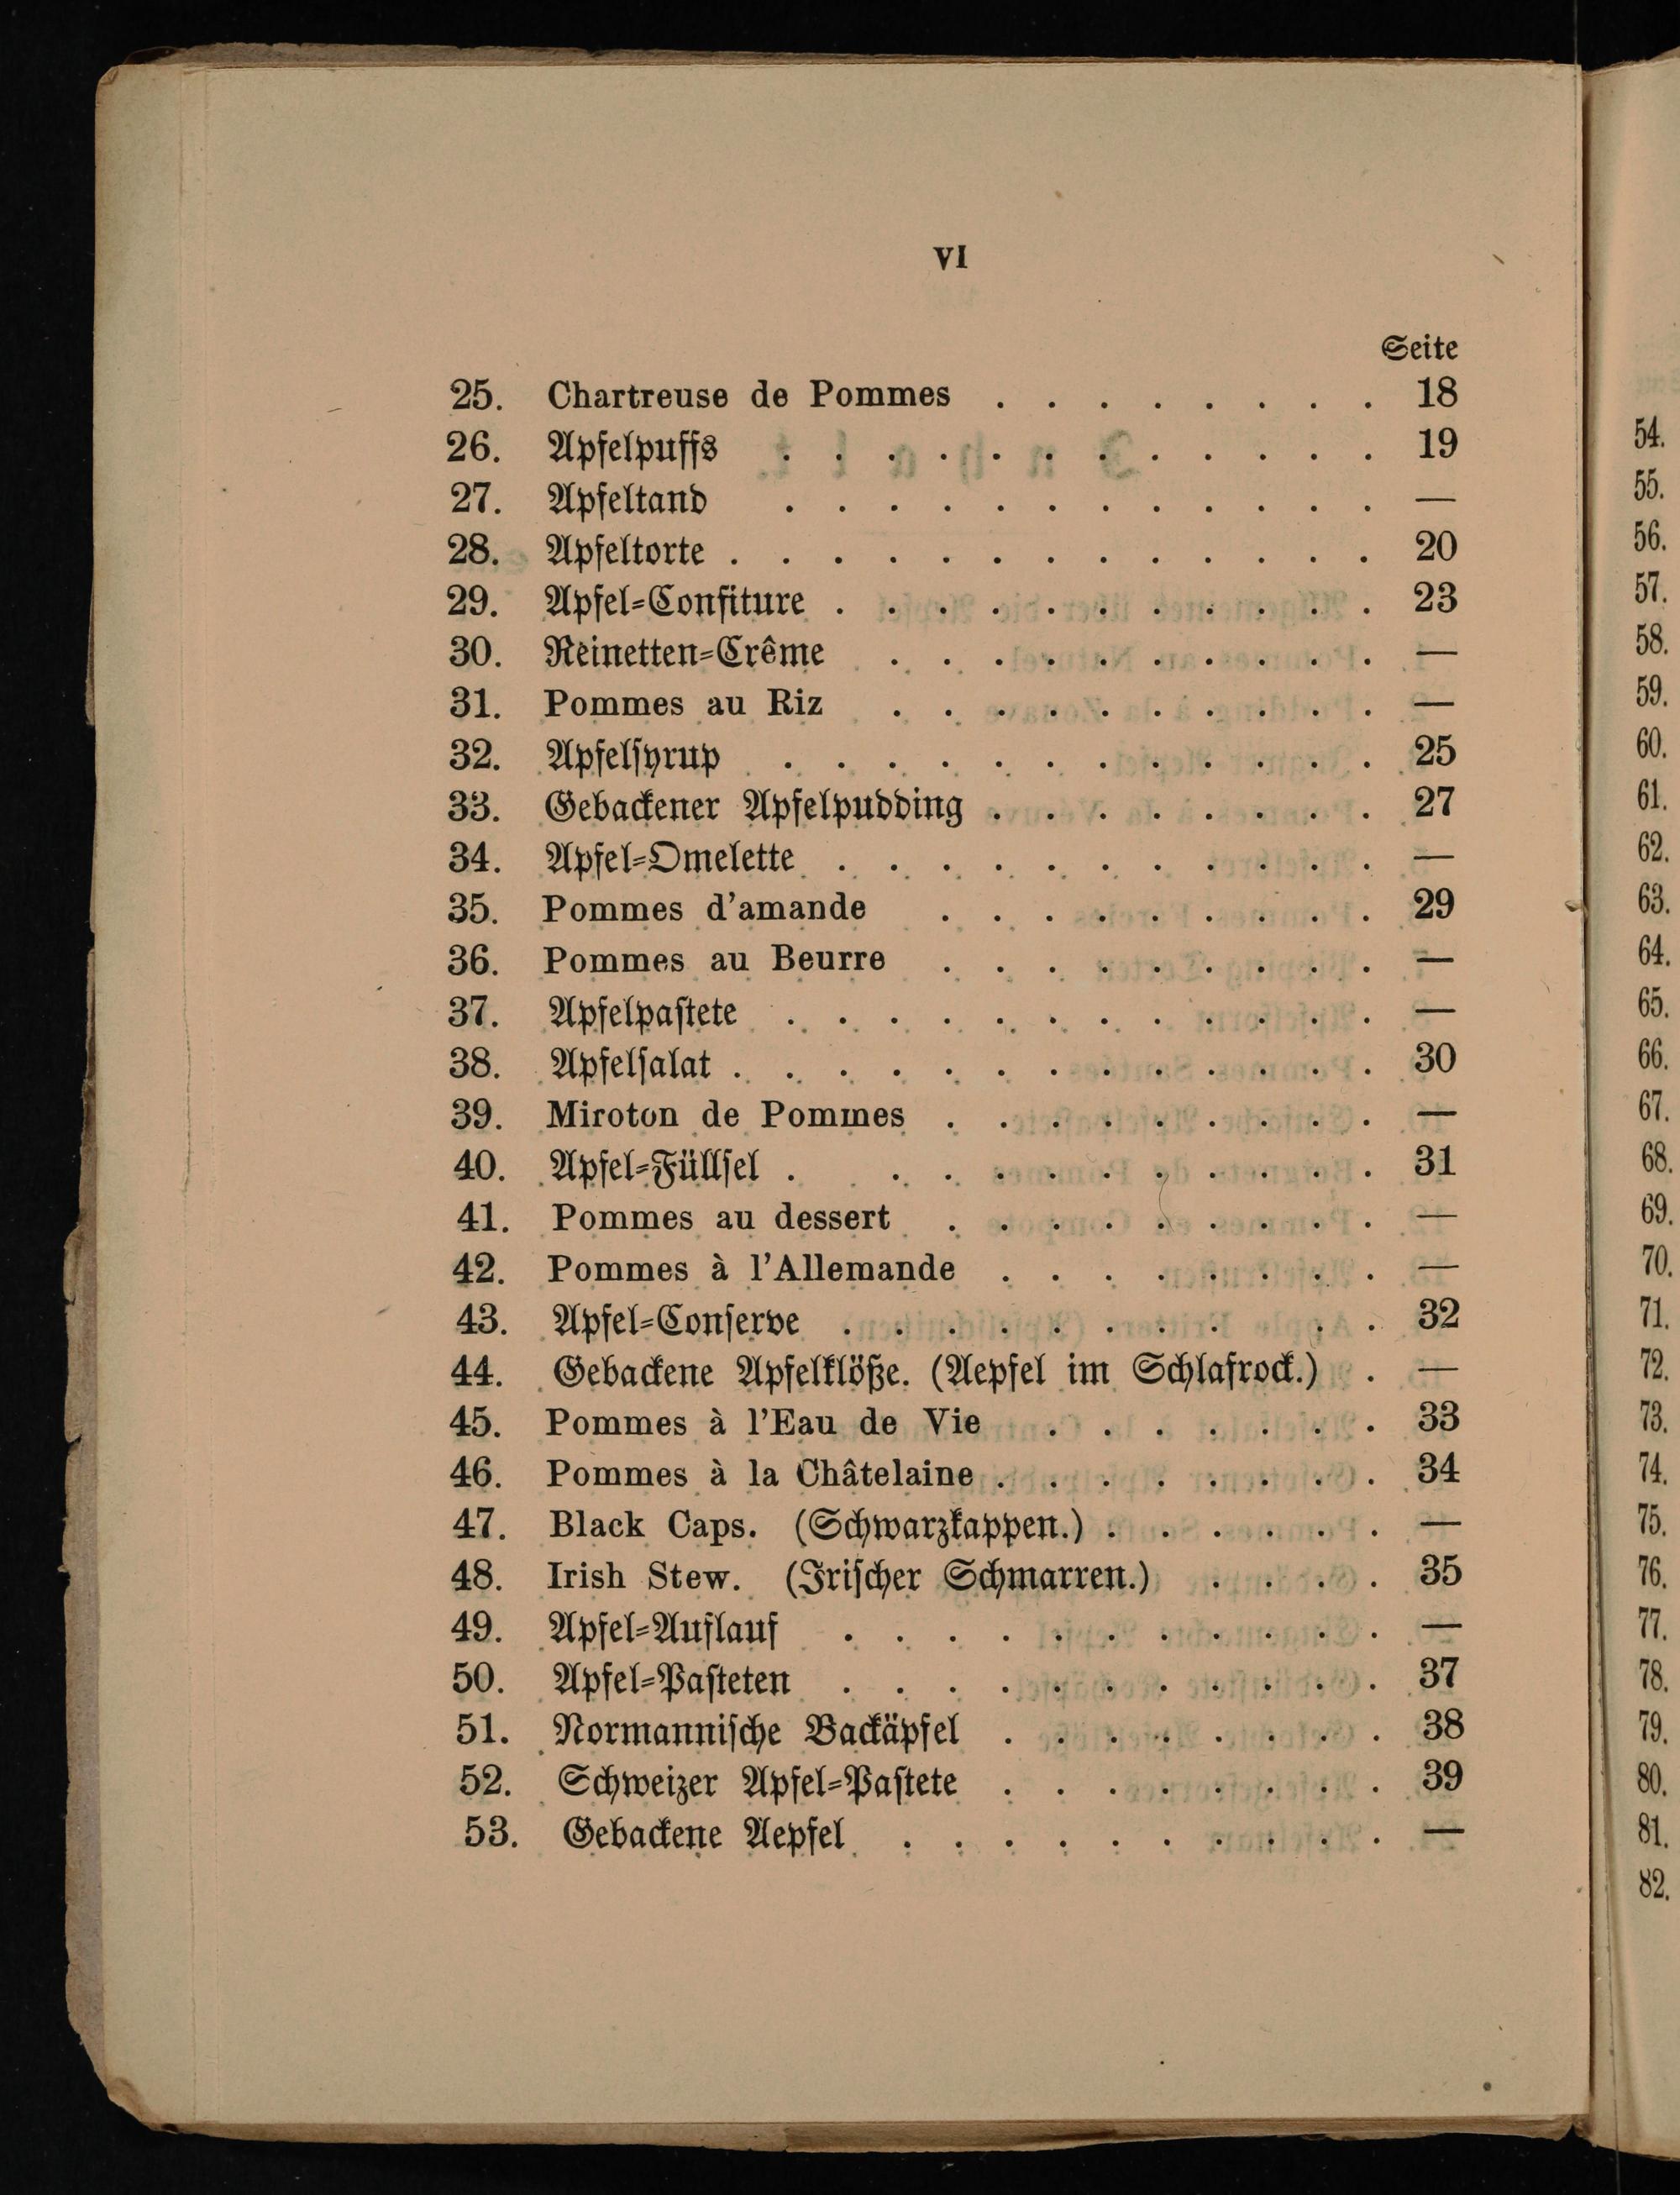 VI
Seite
25. Chartreuse de Pommes . . . . . . . . 18
26. Apfelpuffs . . . . . . . . . . . . 19
27. Apfeltand . . . . . . . . . . . . —
28. Apfeltorte . . . . . . . . . . . . . 20
29. Apfel-Confiture . . . . . . . . . . . 23
30. Reinetten-Crême . . . . . . . . . . —
31. Pommes au Riz . . . . . . . . . . —
32. Apfelsyrup . . . . . . . . . . . . 25
33. Gebackener Apfelpudding . . . . . . . . 27
34. Apfel-Omelette . . . . . . . . . . . —
35. Pommes d'amande . . . . . . . . . 29
36. Pommes au Beurre . . . . . . . . . —
37. Apfelpastete . . . . . . . . . . . . —
38. Apfelsalat . . . . . . . . . . . . . 30
39. Miroton de Pommes . . . . . . . . . —
40. Apfel-Füllsel . . . . . . . . . . . 31
41. Pommes au dessert . . . . . . . . . —
42. Pommes à l'Allemande . . . . . . . . —
43. Apfel-Conserve . . . . . . . . . . 32
44. Gebackene Apfelklöße. (Aepfel im Schlafrock.) . —
45. Pommes à l'Eau de Vie . . . . . . . 33
46. Pommes à la Châtelaine . . . . . . . . 34
47. Black Caps. (Schwarzkappen.) . . . . . . —
48. Irish Stew. (Irischer Schmarren.) . . . . 35
49. Apfel-Auflauf . . . . . . . . . . . —
50. Apfel-Pasteten . . . . . . . . . . . 37
51. Normannische Backäpfel . . . . . . . . 38
52. Schweizer Apfel-Pastete . . . . . . . . 39
53. Gebackene Aepfel . . . . . . . . . . —
54.
55.
56.
57.
58.
59.
60.
61.
62.
63.
64.
65.
66.
67.
68.
69.
70.
71.
72.
73.
74.
75.
76.
77.
78.
79.
80.
81.
82.